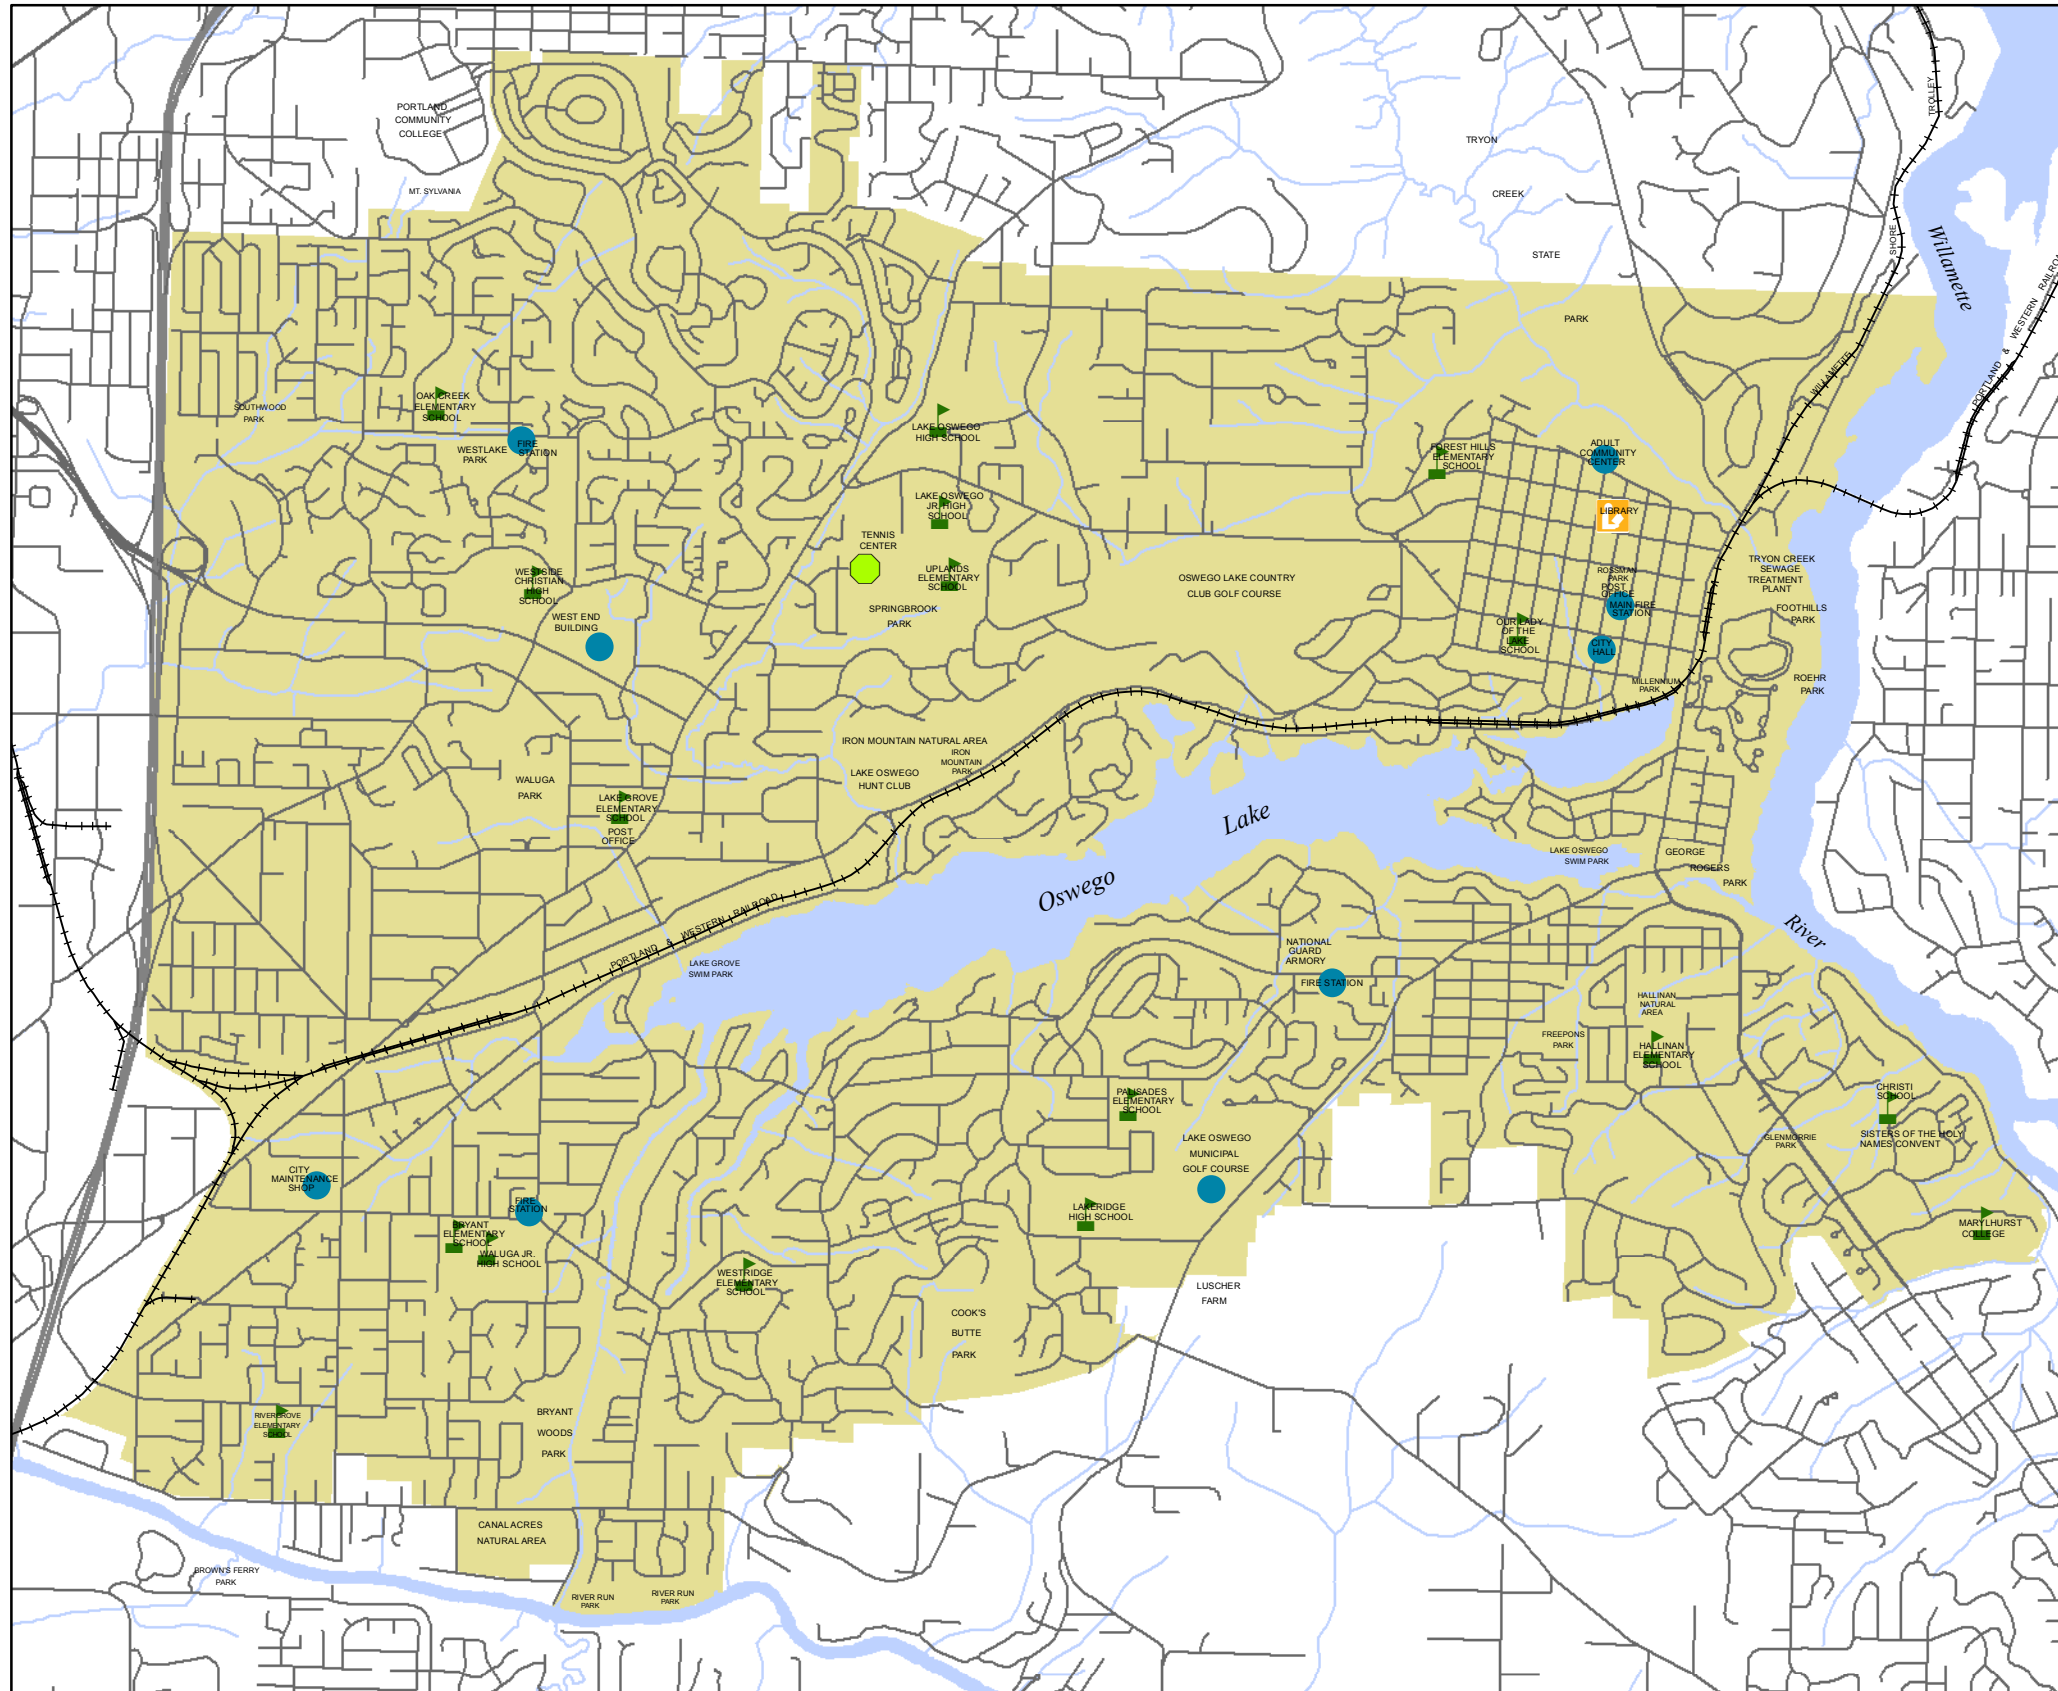 PORTLAND
COMMUNITY
COLLEGE
MT. SYLVANIA
TRYON
CREEK
STATE
PARK
TROLLEY
SHORE
WILLAMETTE
Willamette
PORTLAND & WESTERN RAILROA
SOUTHWOOD
PARK
OAK CREEK
ELEMENTARY
SCHOOL
WESTLAKE
PARK
FIRE
STATION
LAKE OSWEGO
HIGH SCHOOL
LAKE OSWEGO
JR. HIGH
SCHOOL
TENNIS
CENTER
UPLANDS
ELEMENTARY
SCHOOL
SPRINGBROOK
PARK
FOREST HILLS
ELEMENTARY
SCHOOL
ADULT
COMMUNITY
CENTER
LIBRARY
OSWEGO LAKE COUNTRY
CLUB GOLF COURSE
ROSSMAN
PARK
POST
OFFICE
MAIN FIRE
STATION
OUR LADY
OF THE
LAKE
SCHOOL
CITY
HALL
MILLENNIUM
PARK
TRYON CREEK
SEWAGE
TREATMENT
PLANT
FOOTHILLS
PARK
ROEHR
PARK
WESTSIDE
CHRISTIAN
HIGH
SCHOOL
WEST END
BUILDING
IRON MOUNTAIN NATURAL AREA
IRON
MOUNTAIN
PARK
LAKE OSWEGO
HUNT CLUB
WALUGA
PARK
LAKE GROVE
ELEMENTARY
SCHOOL
POST
OFFICE
Lake
Oswego
LAKE OSWEGO
SWIM PARK
GEORGE
ROGERS
PARK
River
PORTLAND & WESTERN RAILROAD
LAKE GROVE
SWIM PARK
NATIONAL
GUARD
ARMORY
FIRE STATION
HALLINAN
NATURAL
AREA
FREEPONS
PARK
HALLINAN
ELEMENTARY
SCHOOL
PALISADES
ELEMENTARY
SCHOOL
LAKE OSWEGO
MUNICIPAL
GOLF COURSE
CHRISTI
SCHOOL
SISTERS OF THE HOLY
NAMES CONVENT
GLENMORRIE
PARK
MARYLHURST
COLLEGE
CITY
MAINTENANCE
SHOP
FIRE
STATION
BRYANT
ELEMENTARY
SCHOOL
WALUGA JR.
HIGH SCHOOL
LAKERIDGE
HIGH SCHOOL
WESTRIDGE
ELEMENTARY
SCHOOL
LUSCHER
FARM
COOK'S
BUTTE
PARK
RIVERGROVE
ELEMENTARY
SCHOOL
BRYANT
WOODS
PARK
CANAL ACRES
NATURAL AREA
BROWN'S FERRY
PARK
RIVER RUN
PARK
RIVER RUN
PARK